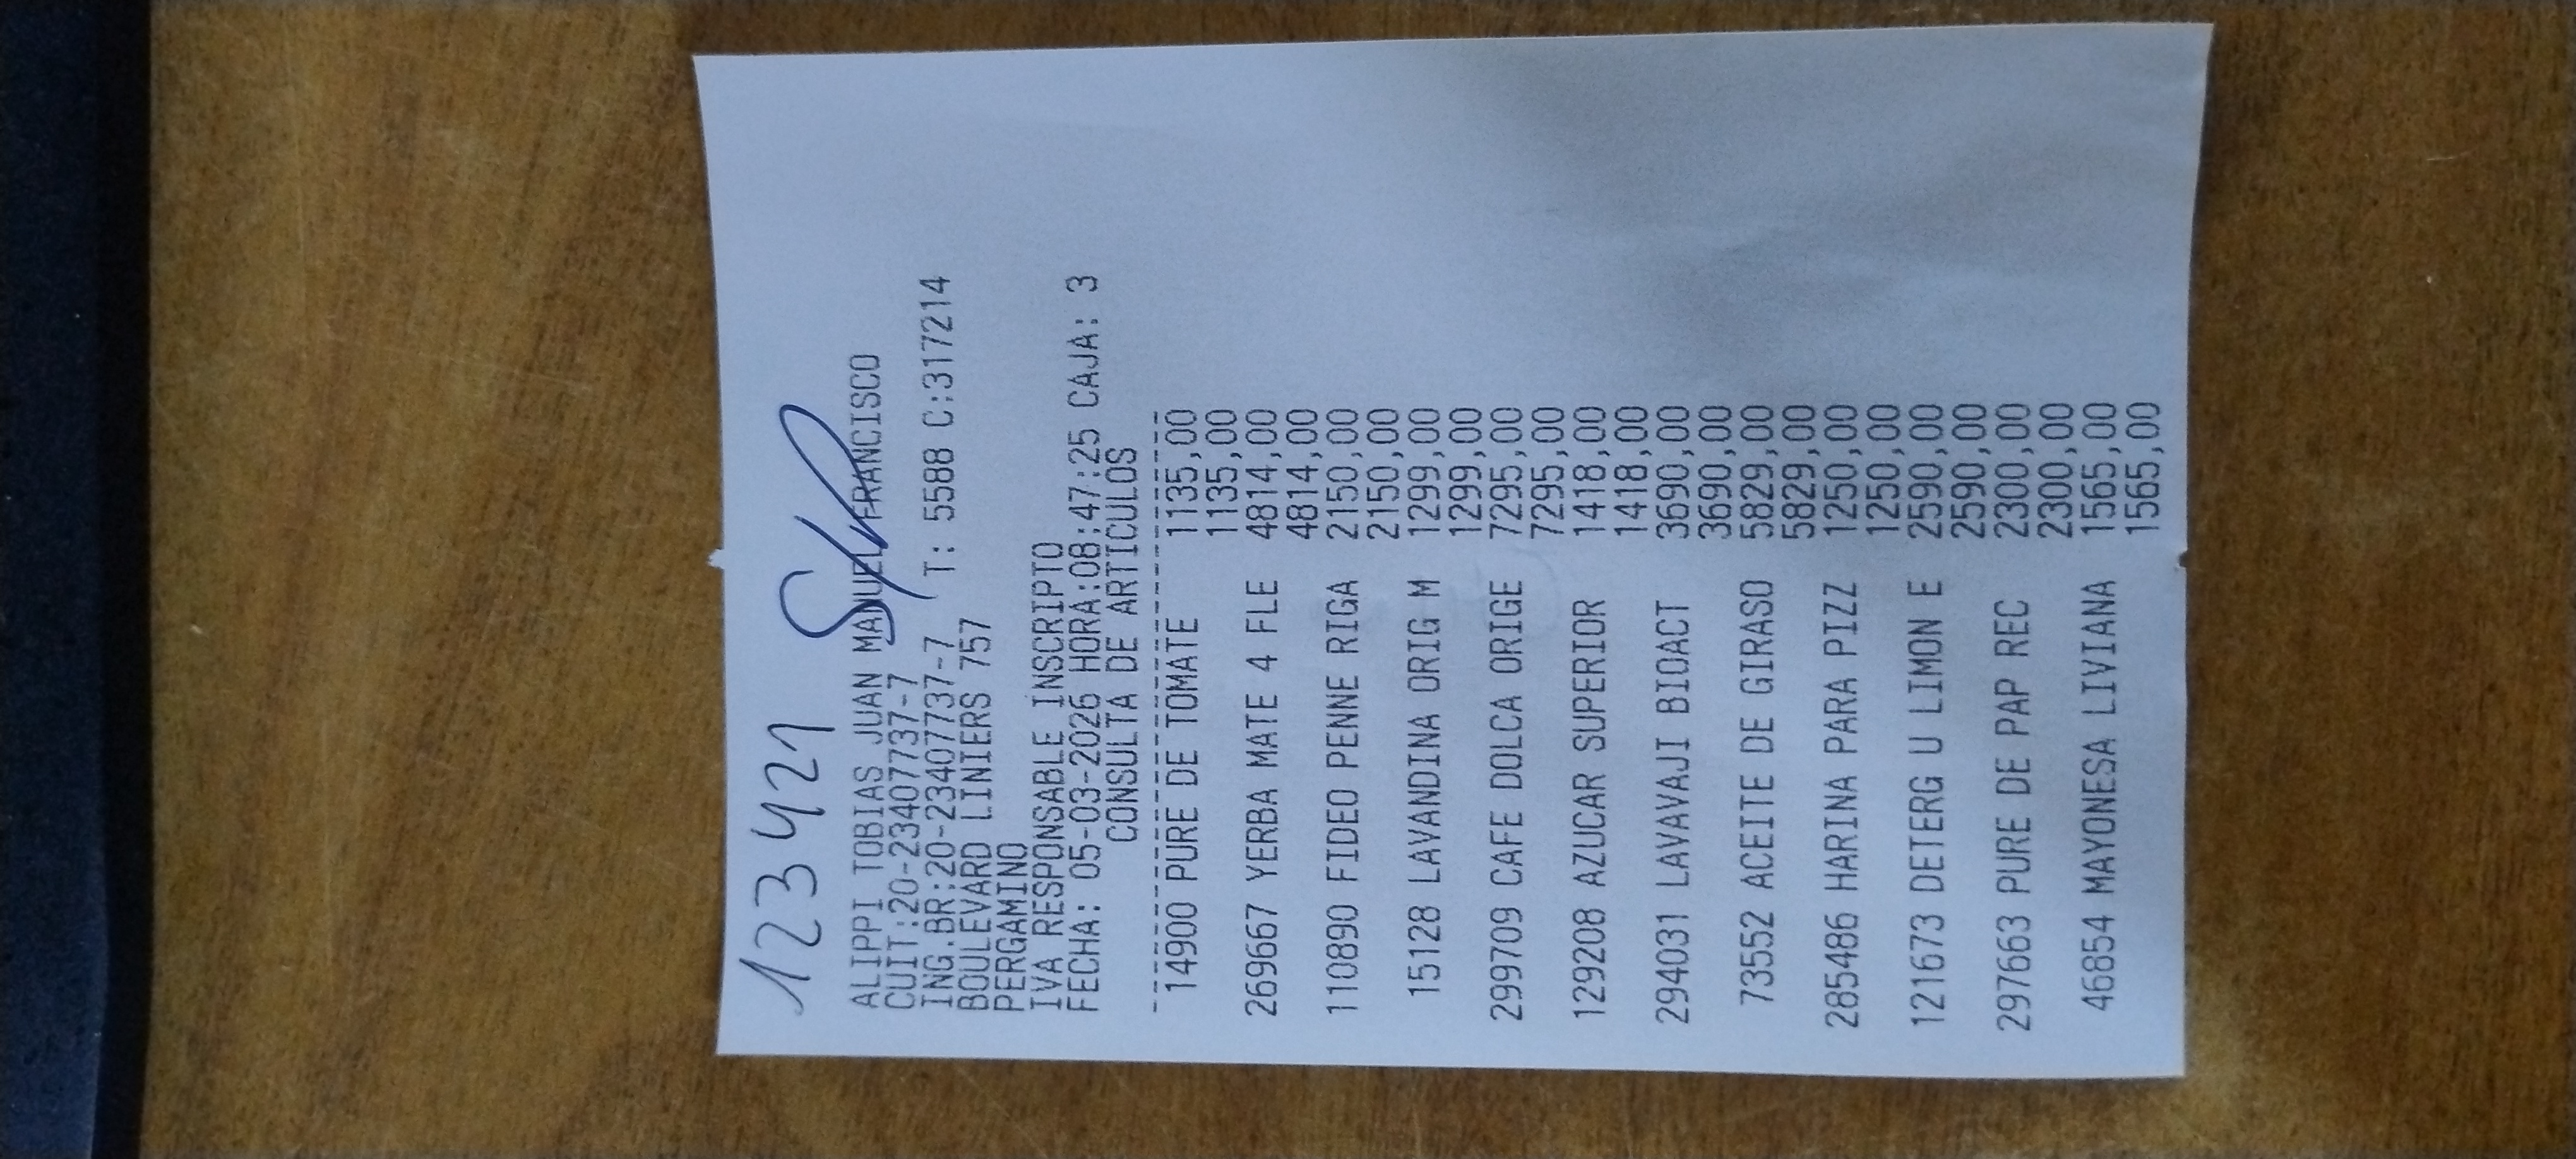 123421
ALIPPI TOBIAS JUAN MANUEL FRANCISCO
CUIT:20-23407737-7
ING.BR:20-23407737-7 T: 5588 C:317214
BOULEVARD LINIERS 757
PERGAMINO
IVA RESPONSABLE INSCRIPTO
FECHA: 05-03-2026 HORA:08:47:25 CAJA: 3
CONSULTA DE ARTICULOS
--------------------------------
14900 PURE DE TOMATE 1135,00
1135,00
269667 YERBA MATE 4 FLE 4814,00
4814,00
110890 FIDEO PENNE RIGA 2150,00
2150,00
15128 LAVANDINA ORIG M 1299,00
1299,00
299709 CAFE DOLCA ORIGE 7295,00
7295,00
129208 AZUCAR SUPERIOR 1418,00
1418,00
294031 LAVAVAJI BIOACT 3690,00
3690,00
73552 ACEITE DE GIRASO 5829,00
5829,00
285486 HARINA PARA PIZZ 1250,00
1250,00
121673 DETERG U LIMON E 2590,00
2590,00
297663 PURE DE PAP REC 2300,00
2300,00
46854 MAYONESA LIVIANA 1565,00
1565,00